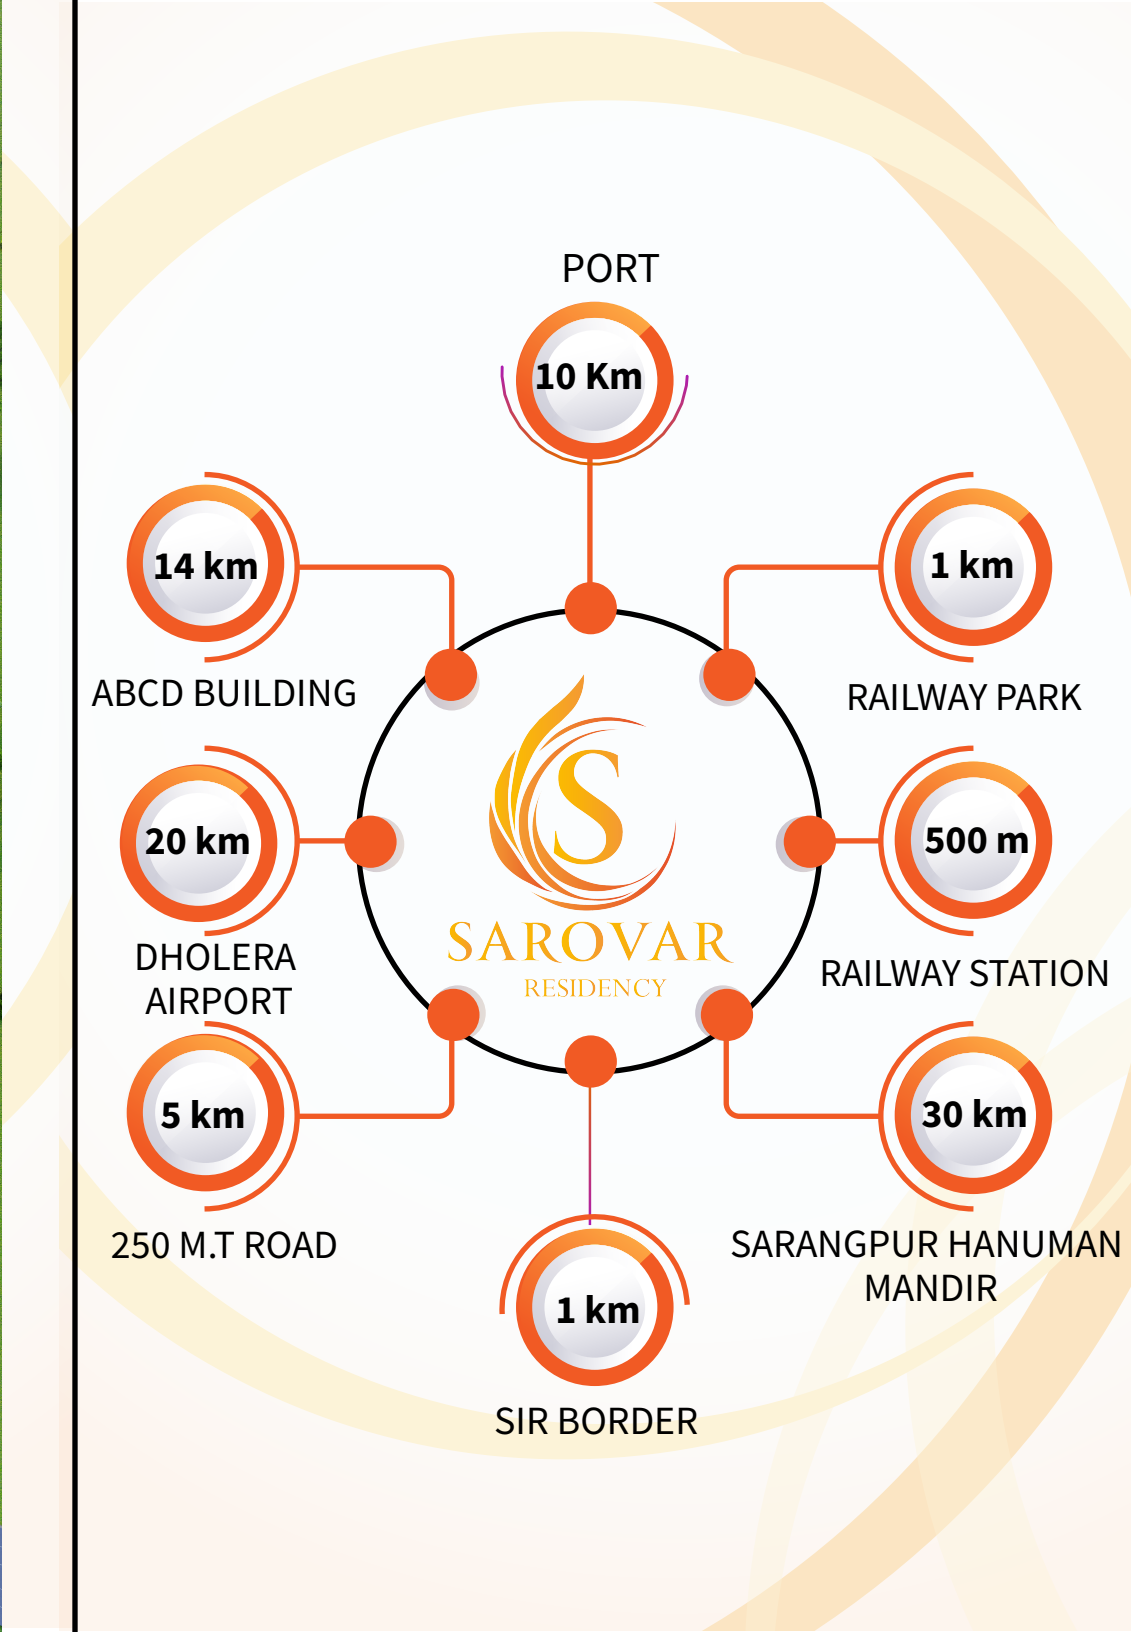 PORT
10 Km
14 km
ABCD BUILDING
1 km
RAILWAY PARK
20 km
DHOLERA
AIRPORT
500 m
RAILWAY STATION
S
SAROVAR
RESIDENCY
5 km
250 M.T ROAD
30 km
SARANGPUR HANUMAN
MANDIR
1 km
SIR BORDER